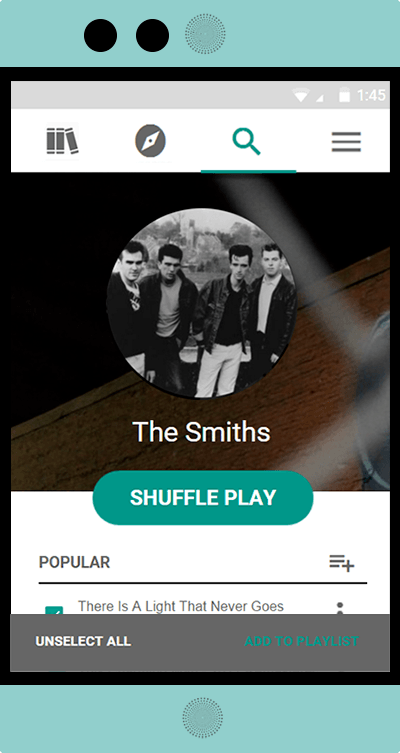 1:45
The Smiths
SHUFFLE PLAY
POPULAR
There Is A Light That Never Goes
UNSELECT ALL
ADD TO PLAYLIST